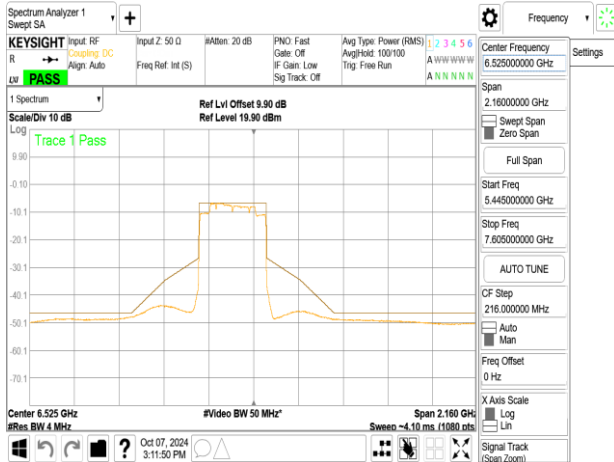 Spectrum Analyzer 1
Swept SA
+
Frequency
KEYSIGHT
R
LXI
PASS
Input: RF
Coupling: DC
Align: Auto
Input Z: 50 Ω
Freq Ref: Int (S)
#Atten: 20 dB
PNO: Fast
Gate: Off
IF Gain: Low
Sig Track: Off
Avg Type: Power (RMS)
Avg|Hold: 100/100
Trig: Free Run
1 2 3 4 5 6
A W W W W W
A N N N N N
1 Spectrum
Scale/Div 10 dB
Ref Lvl Offset 9.90 dB
Ref Level 19.90 dBm
Log
Trace 1 Pass
9.90
-0.10
-10.1
-20.1
-30.1
-40.1
-50.1
-60.1
-70.1
Center 6.525 GHz
#Res BW 4 MHz
#Video BW 50 MHz*
Span 2.160 GHz
Sweep ~4.10 ms (1080 pts
Oct 07, 2024
3:11:50 PM
?
Center Frequency
6.525000000 GHz
Settings
Span
2.16000000 GHz
Swept Span
Zero Span
Full Span
Start Freq
5.445000000 GHz
Stop Freq
7.605000000 GHz
AUTO TUNE
CF Step
216.000000 MHz
Auto
Man
Freq Offset
0 Hz
X Axis Scale
Log
Lin
Signal Track
(Span Zoom)